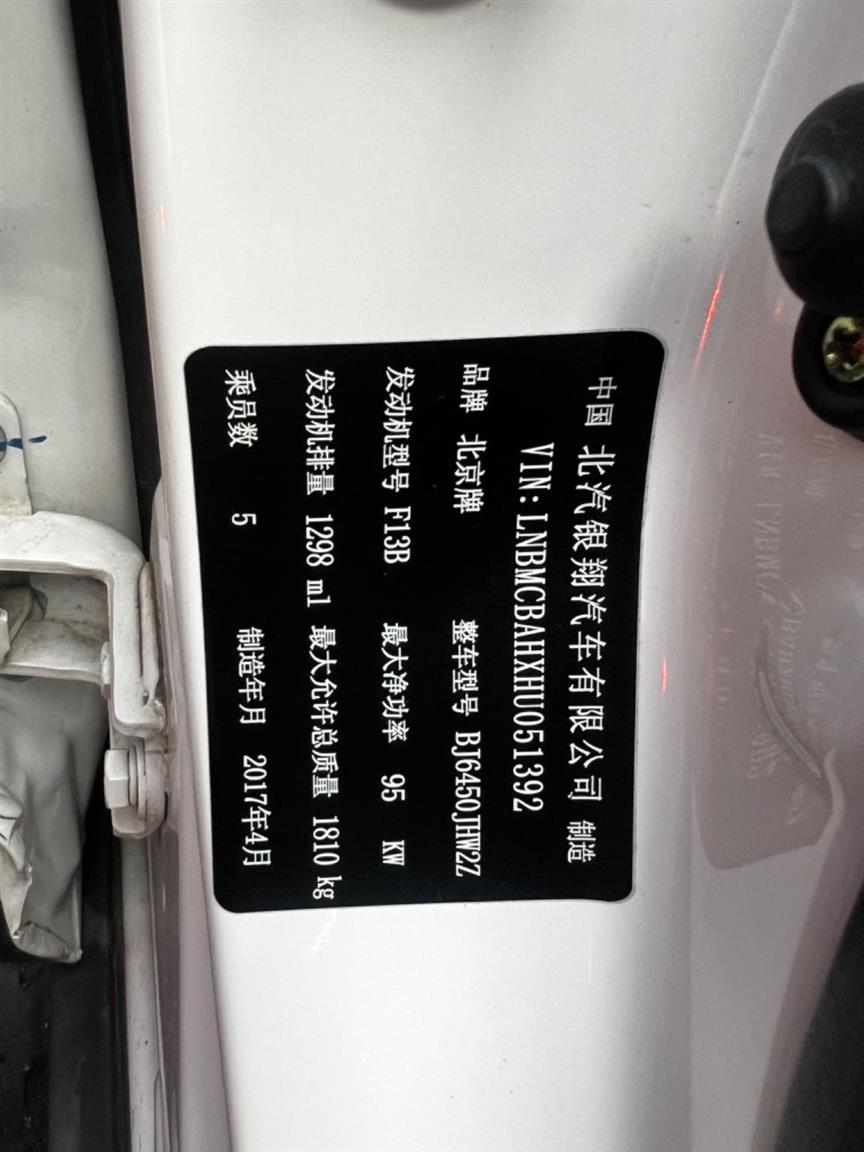 中国 北汽银翔汽车有限公司 制造
VIN:LNBMCBAHXHU051392
品牌 北京牌 整车型号 BJ6450JHW2Z
发动机型号 F13B 最大净功率 95 KW
发动机排量 1298 ml 最大允许总质量 1810 kg
乘员数 5 制造年月 2017年4月